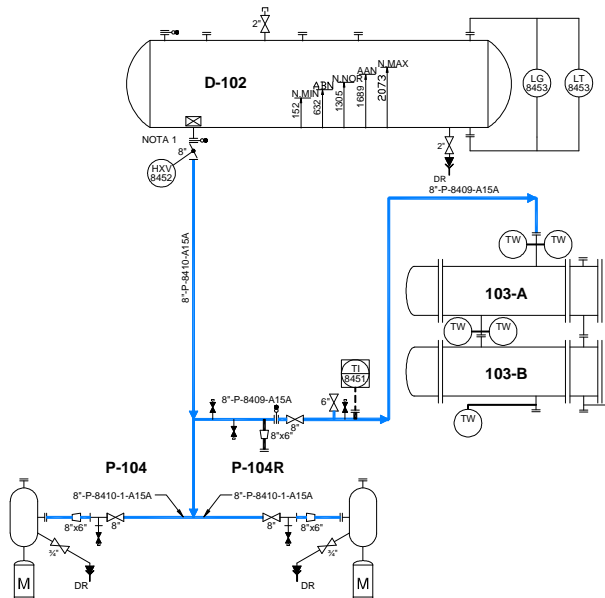 2"
D-102
N.MIN
ABN
N.NOR
AAN
N.MAX
152
632
1305
1689
2073
LG
8453
LT
8453
NOTA 1
8"
HXV
8452
2"
DR
8"-P-8409-A15A
TW
TW
8"-P-8410-A15A
103-A
TW
TW
103-B
TW
TI
8451
8"-P-8409-A15A
6"
8"
8"x6"
P-104
P-104R
8"-P-8410-1-A15A
8"-P-8410-1-A15A
8"x6"
8"
8"
8"x6"
¾"
¾"
M
DR
DR
M